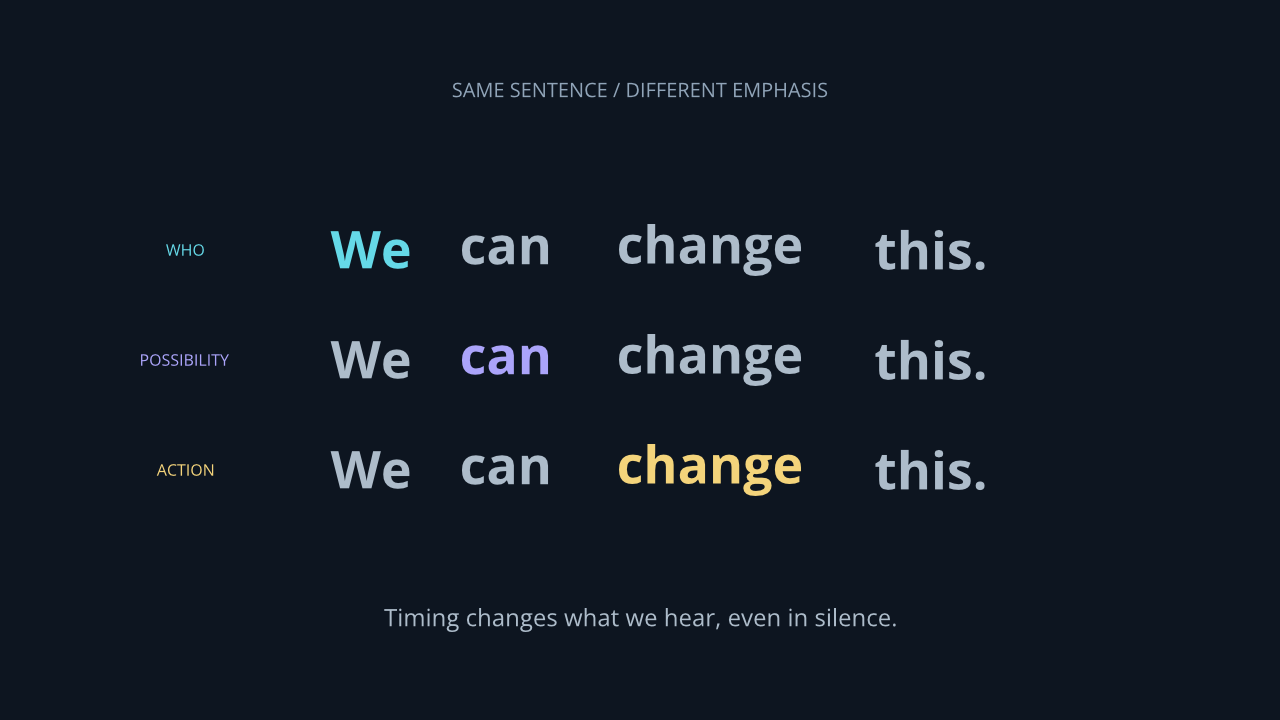 SAME SENTENCE / DIFFERENT EMPHASIS
WHO We can change this.
POSSIBILITY We can change this.
ACTION We can change this.
Timing changes what we hear, even in silence.